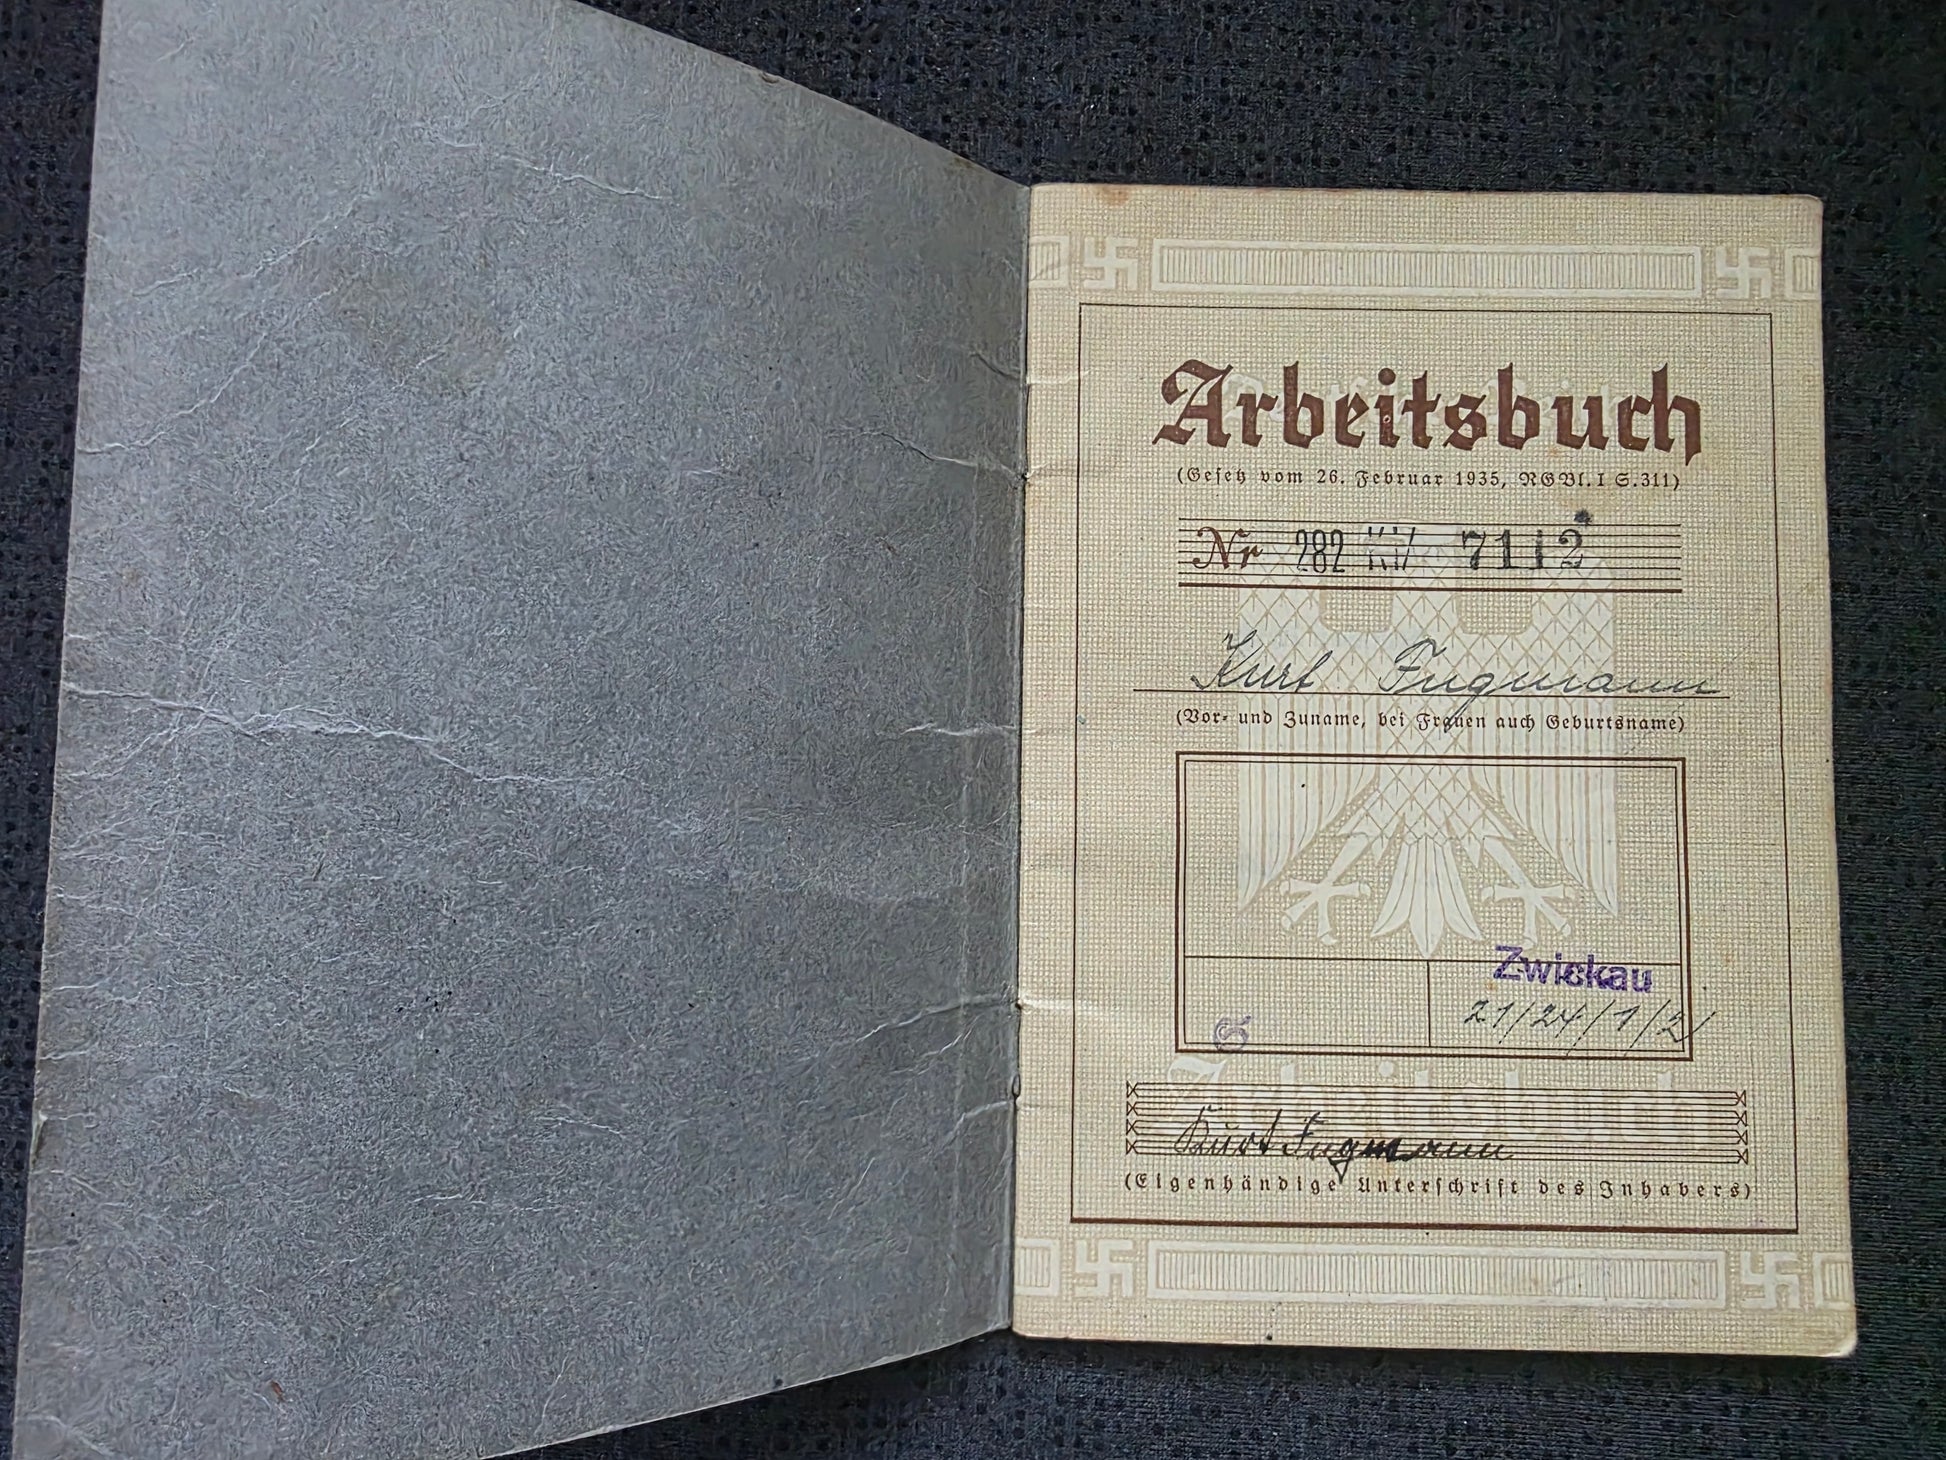 Arbeitsbuch
(Gesetz vom 26. Februar 1935, RGBl. I S. 311)
Nr 282 7112
Kurt Fugmann
(Vor- und Zuname, bei Frauen auch Geburtsname)
Zwickau
21/24/1/2/
Arbeitsbuch
Kurt Fugmann
(Eigenhändige Unterschrift des Inhabers)